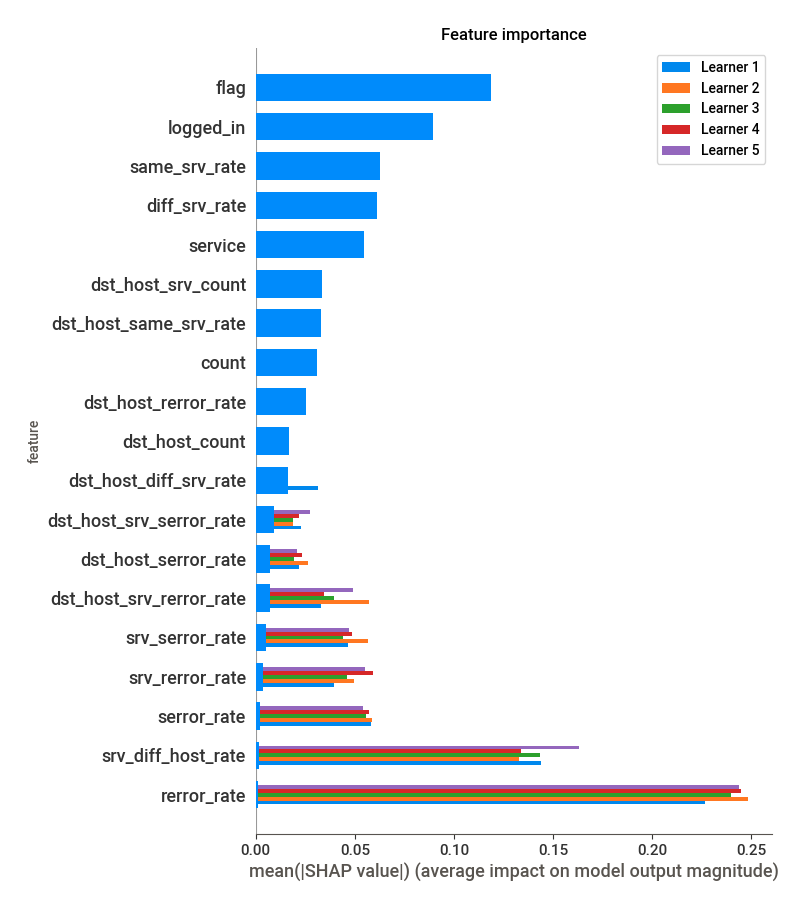 Feature importance
Learner 1
Learner 2
Learner 3
Learner 4
Learner 5
flag
logged_in
same_srv_rate
diff_srv_rate
service
dst_host_srv_count
dst_host_same_srv_rate
count
dst_host_rerror_rate
dst_host_count
dst_host_diff_srv_rate
dst_host_srv_serror_rate
dst_host_serror_rate
dst_host_srv_rerror_rate
srv_serror_rate
srv_rerror_rate
serror_rate
srv_diff_host_rate
rerror_rate
feature
0.00 0.05 0.10 0.15 0.20 0.25
mean(|SHAP value|) (average impact on model output magnitude)